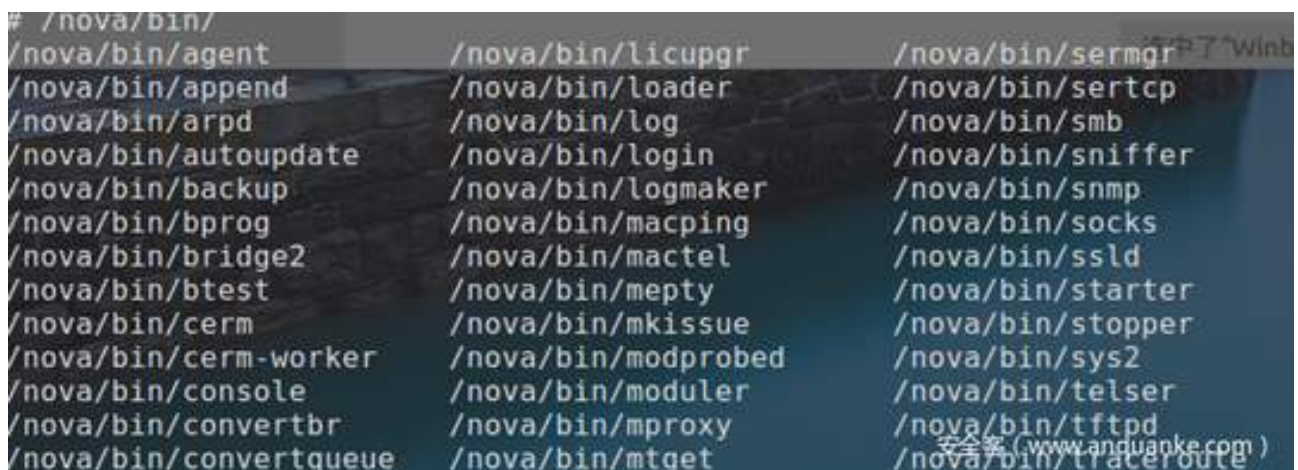 # /nova/bin/
/nova/bin/agent /nova/bin/licupgr /nova/bin/sermgr
/nova/bin/append /nova/bin/loader /nova/bin/sertcp
/nova/bin/arpd /nova/bin/log /nova/bin/smb
/nova/bin/autoupdate /nova/bin/login /nova/bin/sniffer
/nova/bin/backup /nova/bin/logmaker /nova/bin/snmp
/nova/bin/bprog /nova/bin/macping /nova/bin/socks
/nova/bin/bridge2 /nova/bin/mactel /nova/bin/ssld
/nova/bin/btest /nova/bin/mepty /nova/bin/starter
/nova/bin/cerm /nova/bin/mkissue /nova/bin/stopper
/nova/bin/cerm-worker /nova/bin/modprobed /nova/bin/sys2
/nova/bin/console /nova/bin/moduler /nova/bin/telser
/nova/bin/convertbr /nova/bin/mproxy /nova/bin/tftpd
/nova/bin/convertqueue /nova/bin/mtget /nova/bin/traceroute
安全客 ( www.anquanke.com )